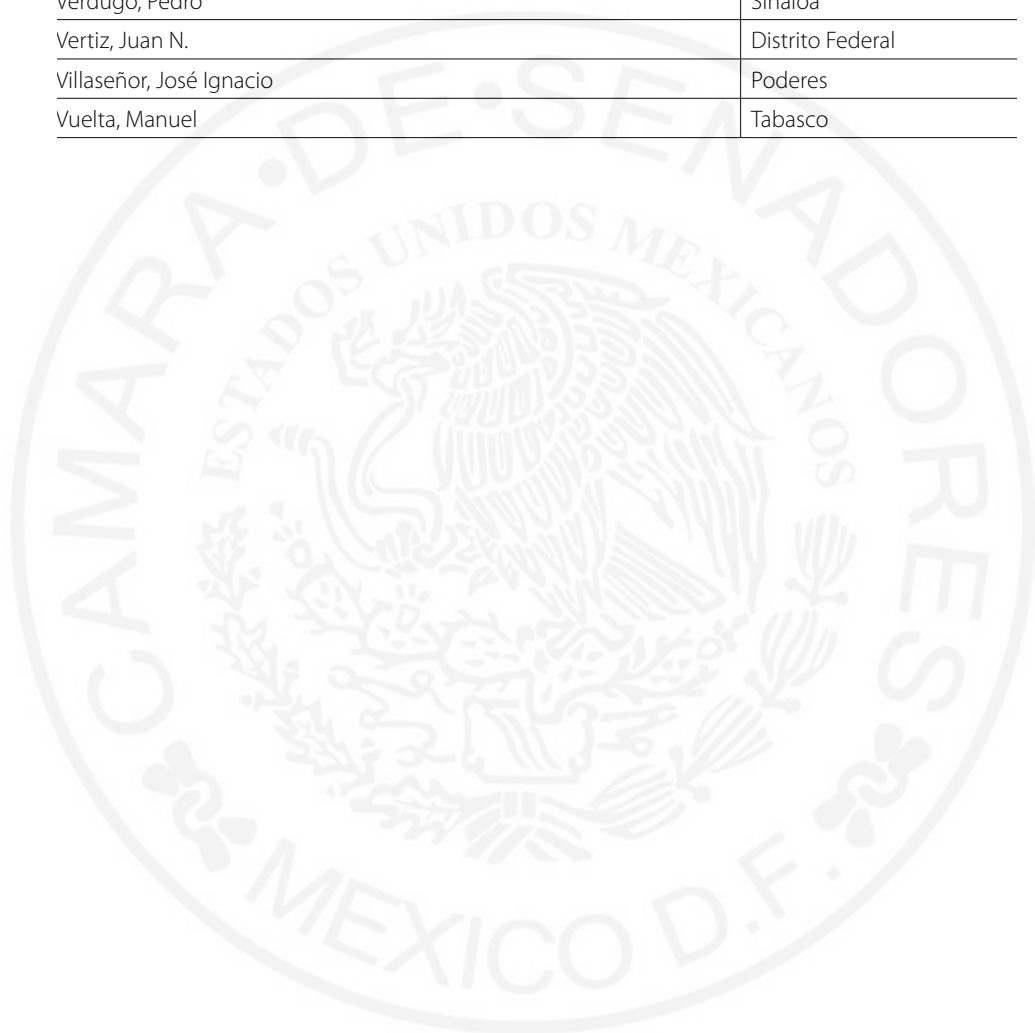 Verdugo, Pedro Sinaloa
Vertiz, Juan N. Distrito Federal
Villaseñor, José Ignacio Poderes
Vuelta, Manuel Tabasco
CAMARA•DE•SENADORES
ESTADOS UNIDOS MEXICANOS
MEXICO D.F.